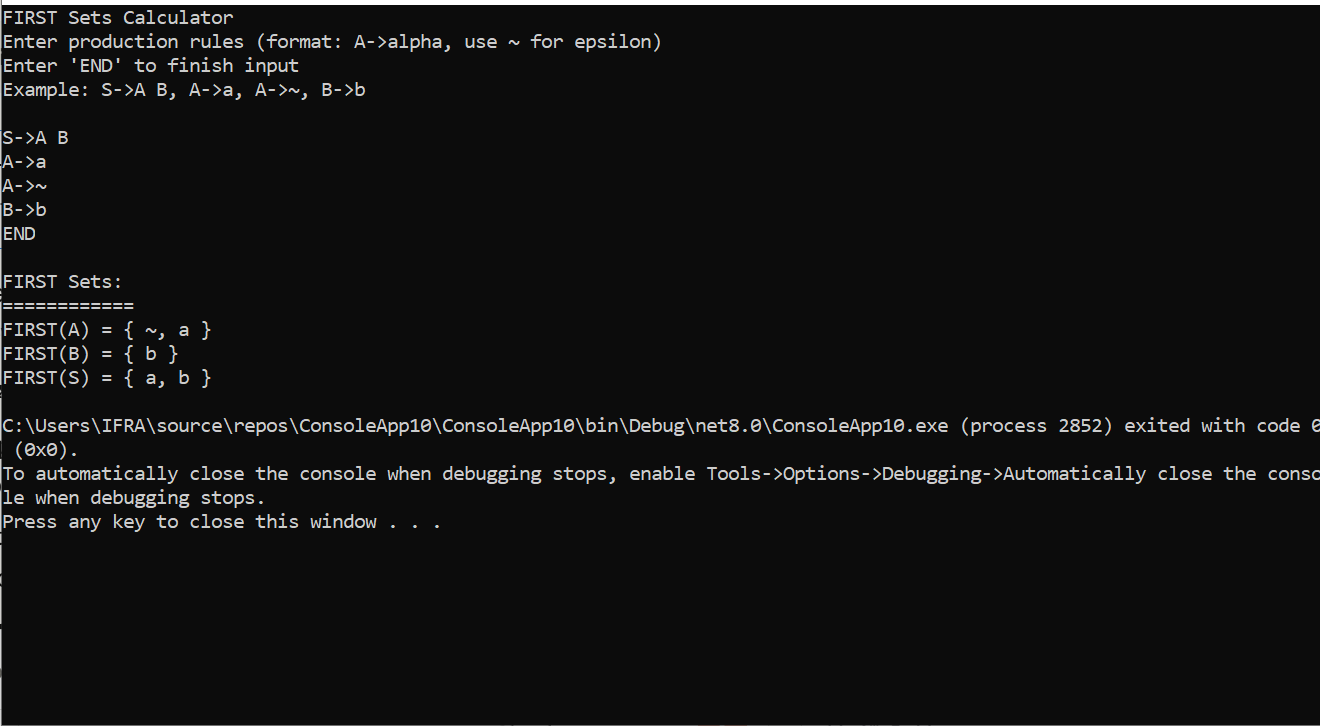 FIRST Sets Calculator
Enter production rules (format: A->alpha, use ~ for epsilon)
Enter 'END' to finish input
Example: S->A B, A->a, A->~, B->b
S->A B
A->a
A->~
B->b
END
FIRST Sets:
============
FIRST(A) = { ~, a }
FIRST(B) = { b }
FIRST(S) = { a, b }
C:\Users\IFRA\source\repos\ConsoleApp10\ConsoleApp10\bin\Debug\net8.0\ConsoleApp10.exe (process 2852) exited with code 0
(0x0).
To automatically close the console when debugging stops, enable Tools->Options->Debugging->Automatically close the conso
le when debugging stops.
Press any key to close this window . . .